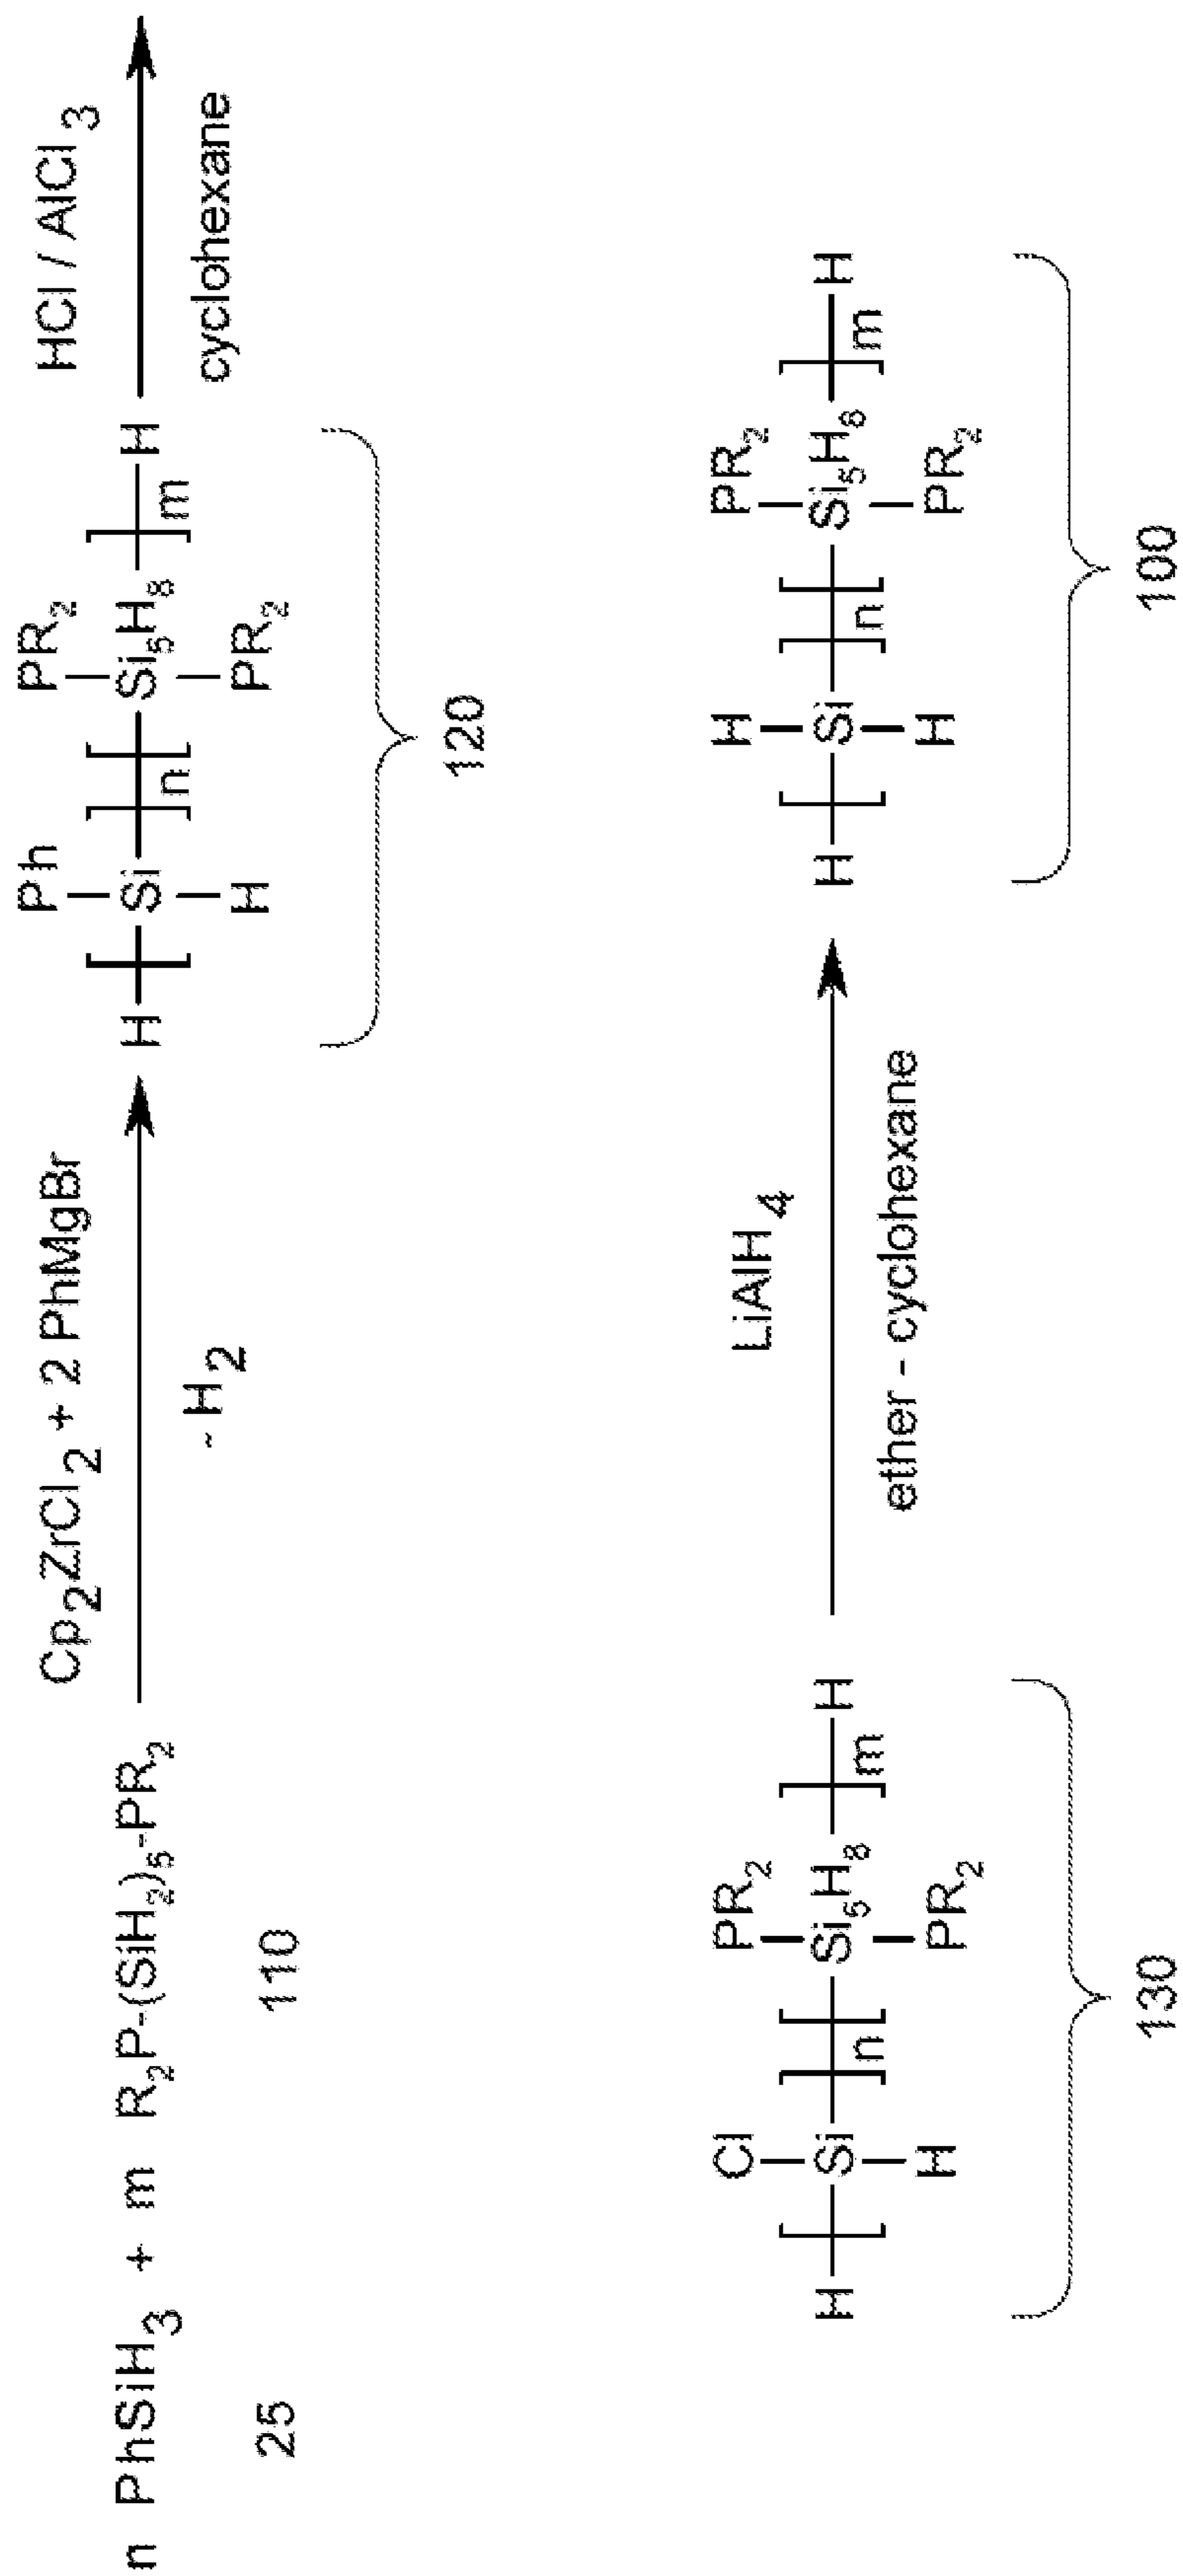 n PhSiH3 + m R2P-(SiH2)5-PR2
25
110
Cp2ZrCl2 + 2 PhMgBr
~ H2
Ph PR2
H [ Si ]n [ Si5H8 ]m H
H PR2
120
HCl / AlCl3
cyclohexane
Cl PR2
H [ Si ]n [ Si5H8 ]m H
H PR2
130
LiAlH4
ether - cyclohexane
H PR2
H [ Si ]n [ Si5H8 ]m H
H PR2
100